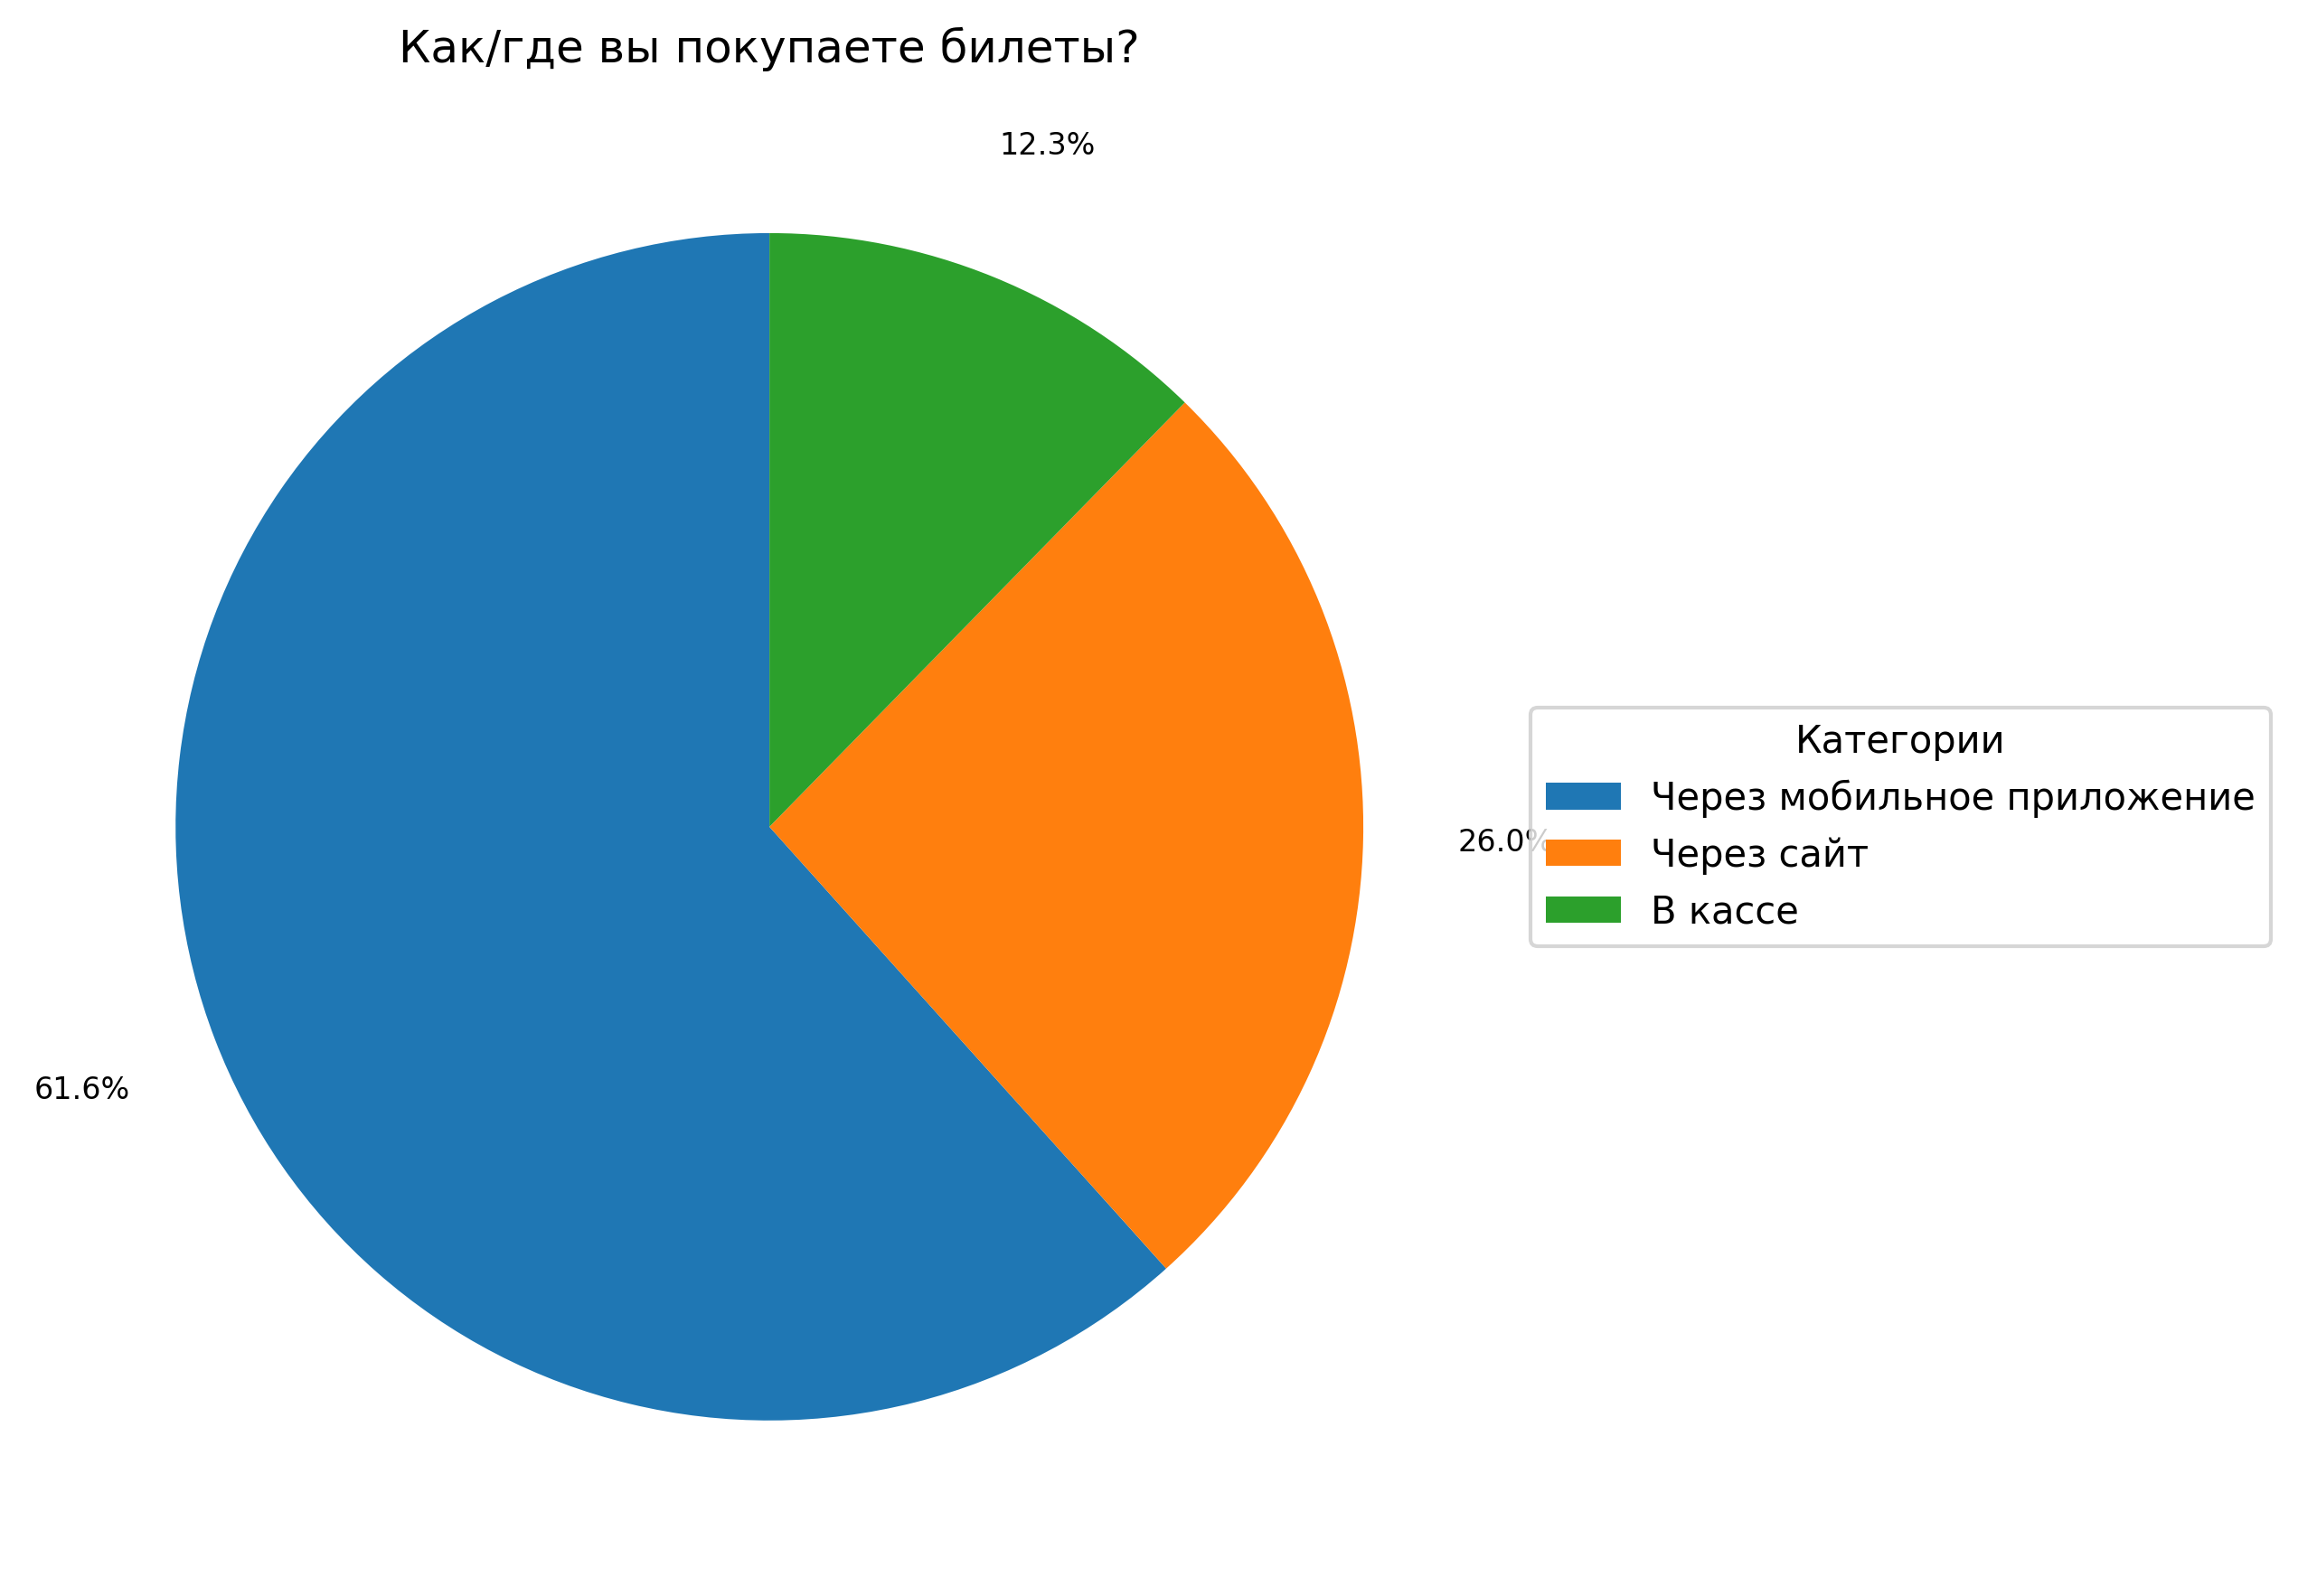 Как/где вы покупаете билеты?
12.3%
26.0%
61.6%
Категории
Через мобильное приложение
Через сайт
В кассе